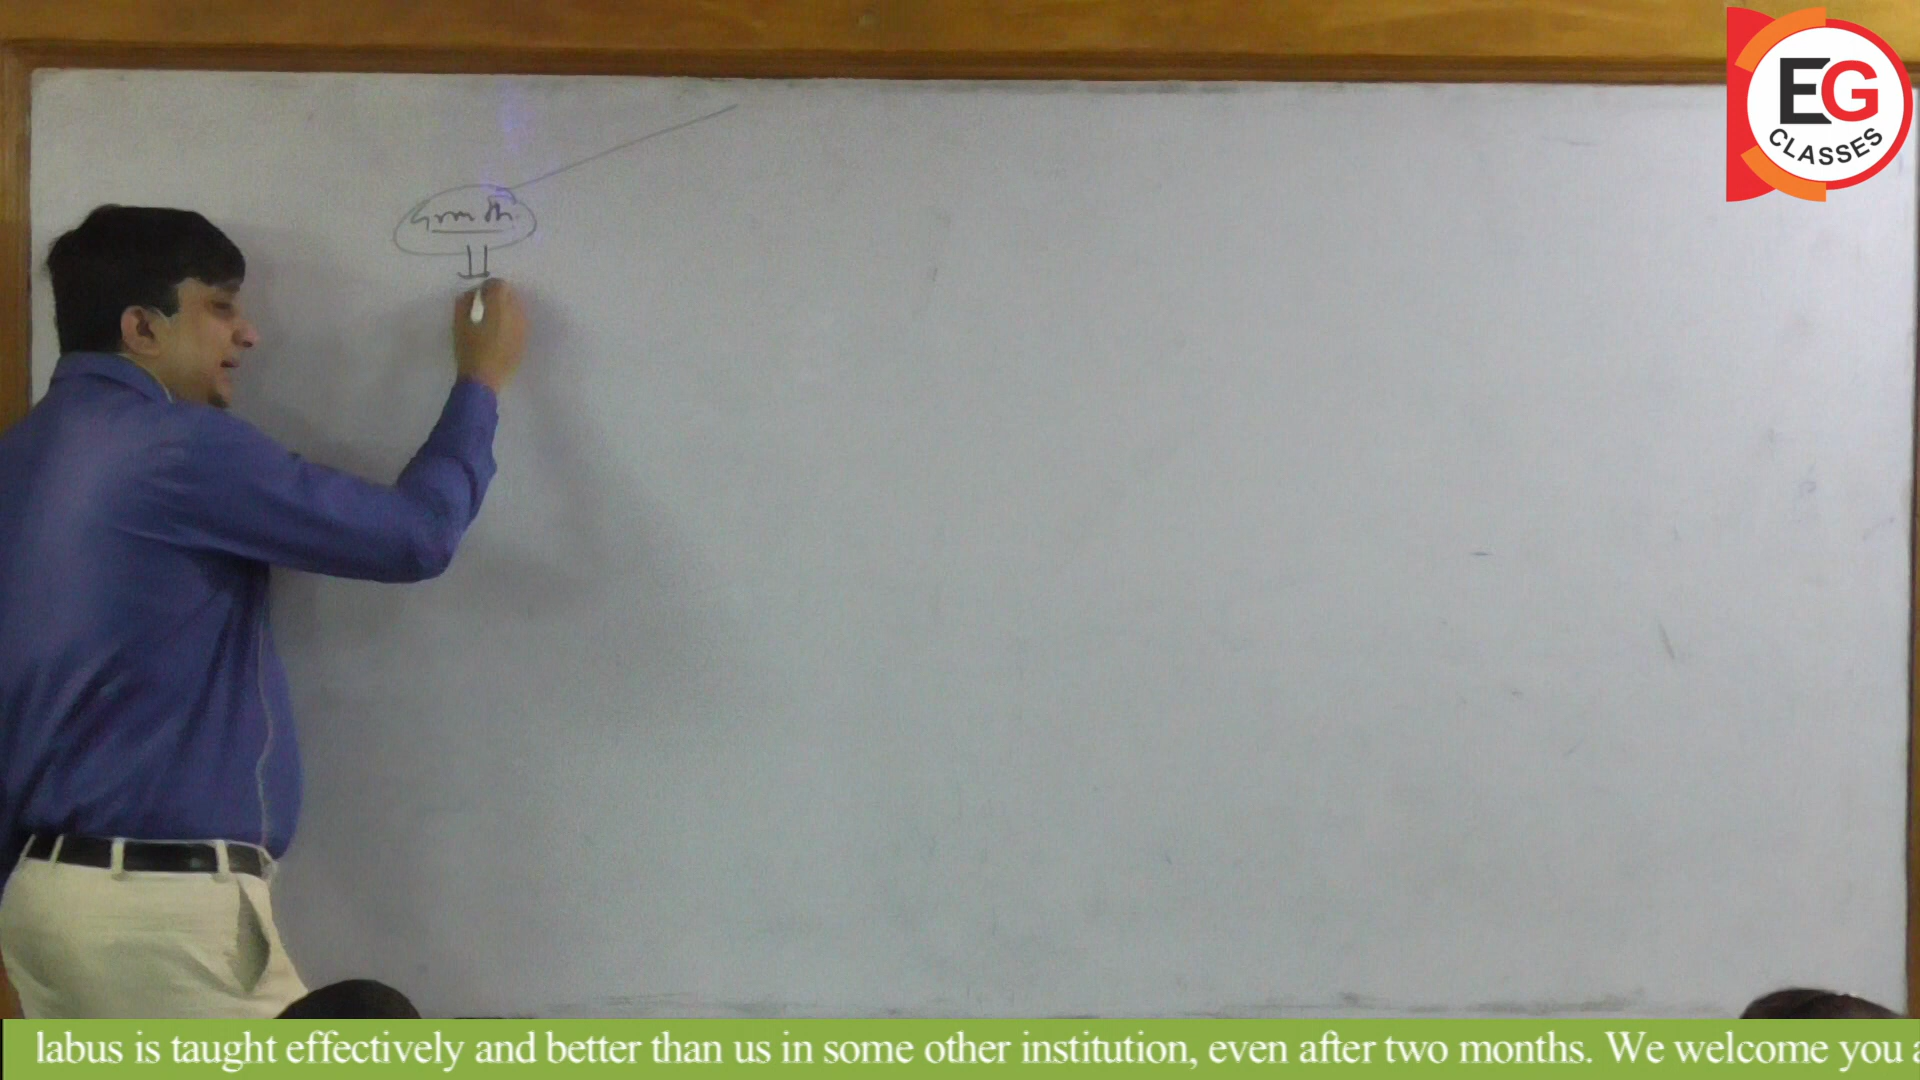 EG
CLASSES
Growth
labus is taught effectively and better than us in some other institution, even after two months. We welcome you a